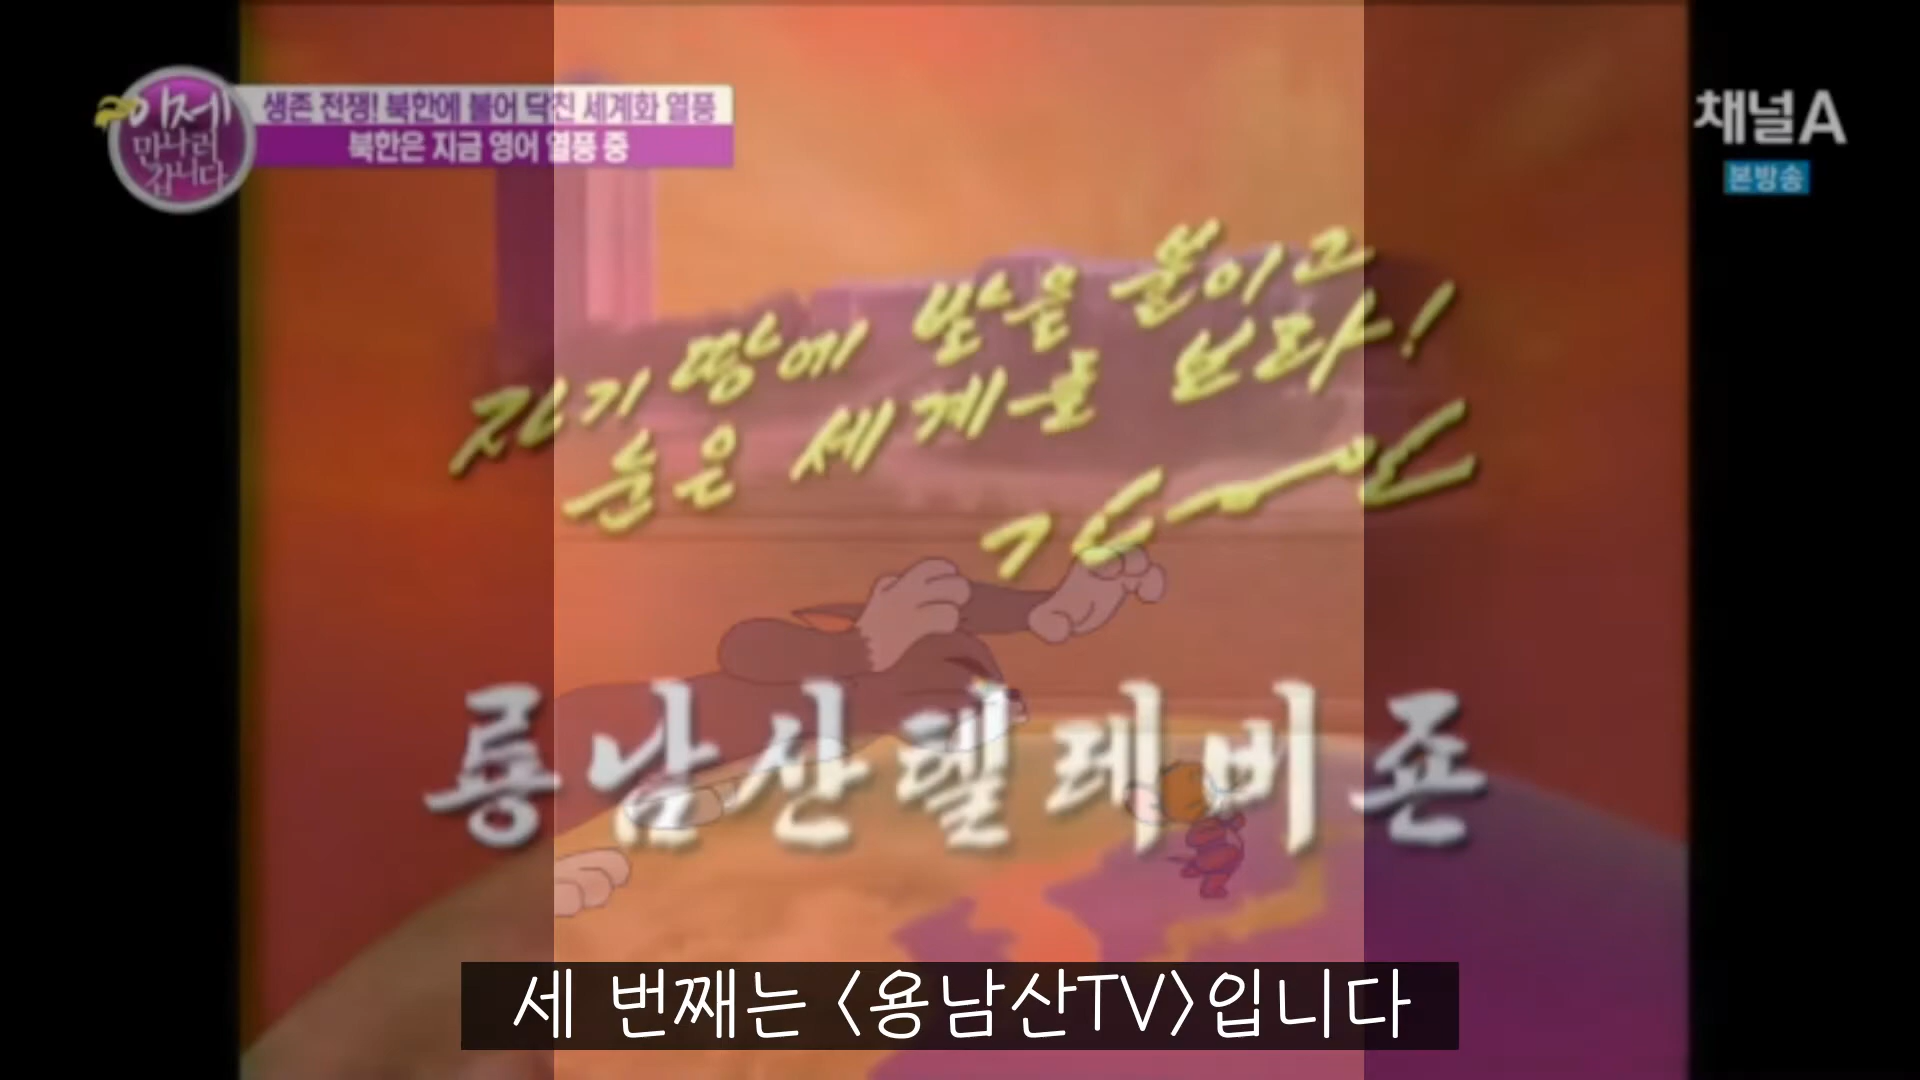 이제
만나러
갑니다
생존 전쟁! 북한에 불어 닥친 세계화 열풍
북한은 지금 영어 열풍 중
채널A
본방송
자기 땅에 발을 붙이고
눈은 세계를 보라!
김정일
룡남산텔레비죤
세 번째는 <용남산TV>입니다